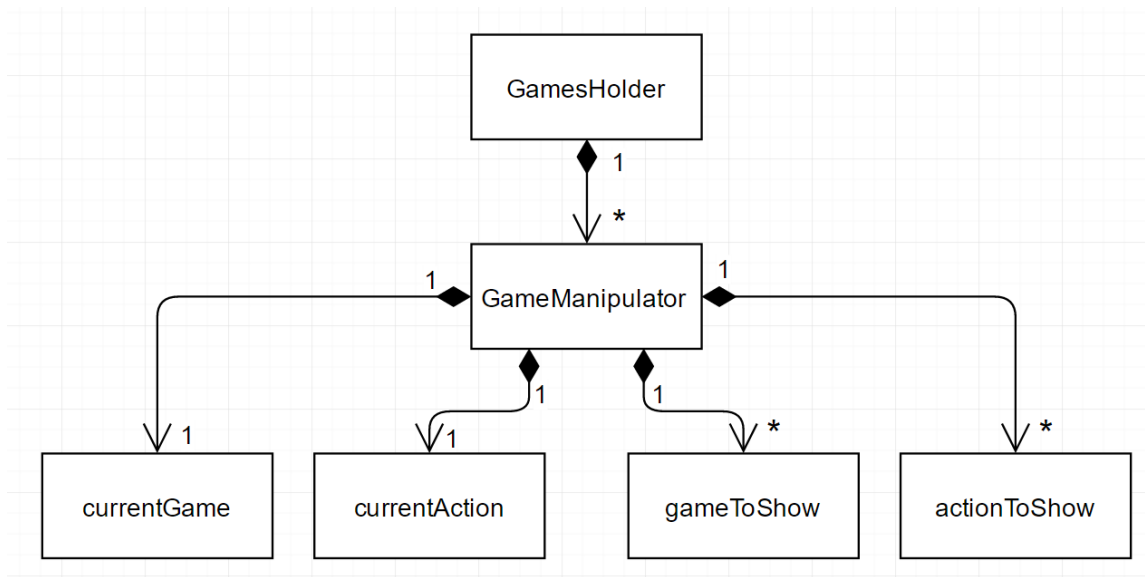 GamesHolder
1
*
1
GameManipulator
1
1
1
1
1
*
*
currentGame
currentAction
gameToShow
actionToShow